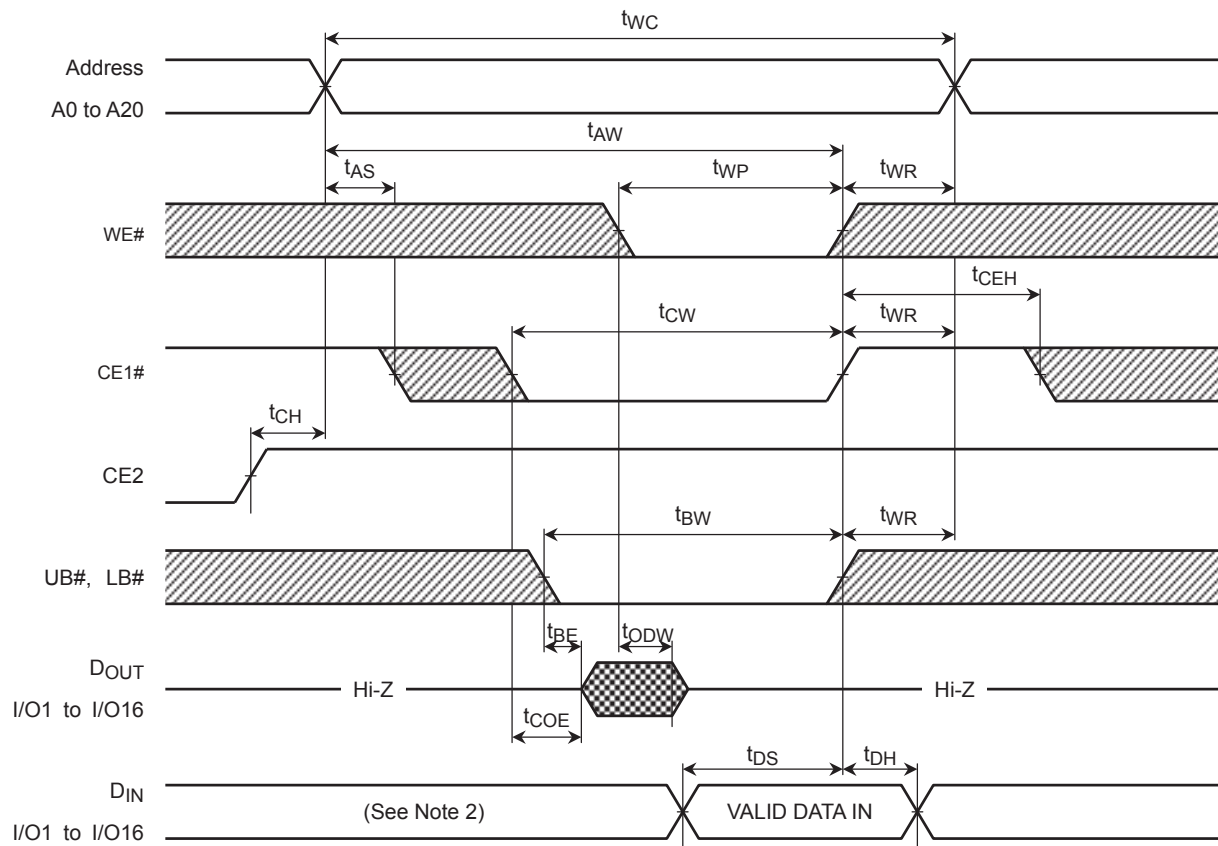 tWC
Address
A0 to A20
tAW
tAS
tWP
tWR
WE#
tCEH
tCW
tWR
CE1#
tCH
CE2
tBW
tWR
UB#, LB#
tBE
tODW
DOUT
I/O1 to I/O16
Hi-Z
Hi-Z
tCOE
tDS
tDH
DIN
I/O1 to I/O16
(See Note 2)
VALID DATA IN